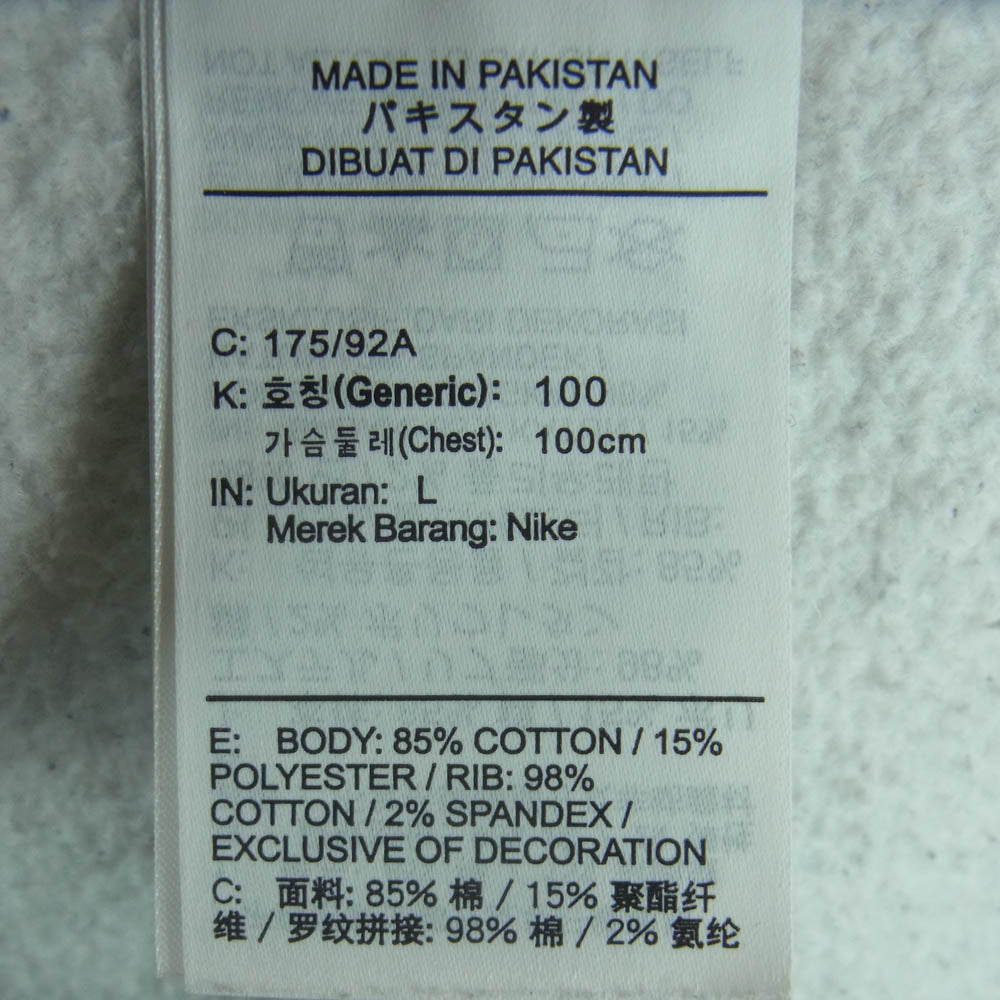 MADE IN PAKISTAN
パキスタン製
DIBUAT DI PAKISTAN
C: 175/92A
K: 호칭(Generic): 100
가슴둘레(Chest): 100cm
IN: Ukuran: L
Merek Barang: Nike
E: BODY: 85% COTTON / 15%
POLYESTER / RIB: 98%
COTTON / 2% SPANDEX /
EXCLUSIVE OF DECORATION
C: 面料: 85% 棉 / 15% 聚酯纤
维 / 罗纹拼接: 98% 棉 / 2% 氨纶